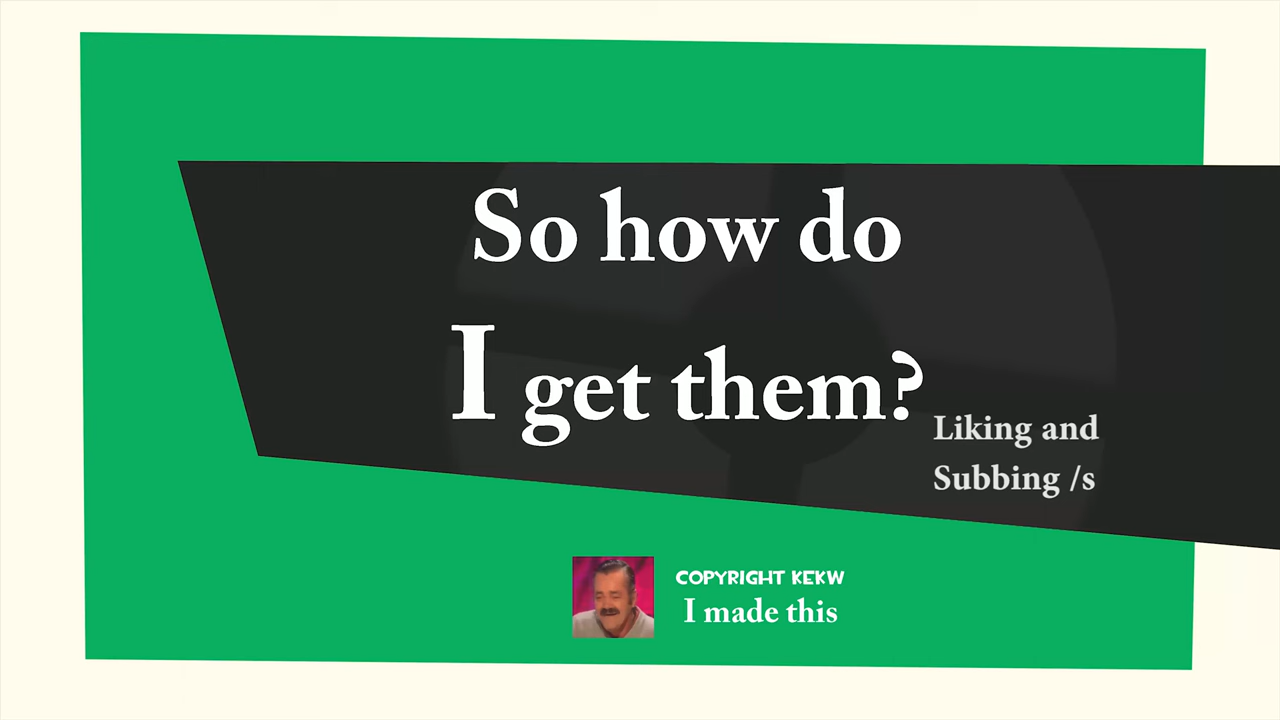 So how do
I get them?
Liking and
Subbing /s
COPYRIGHT KEKW
I made this